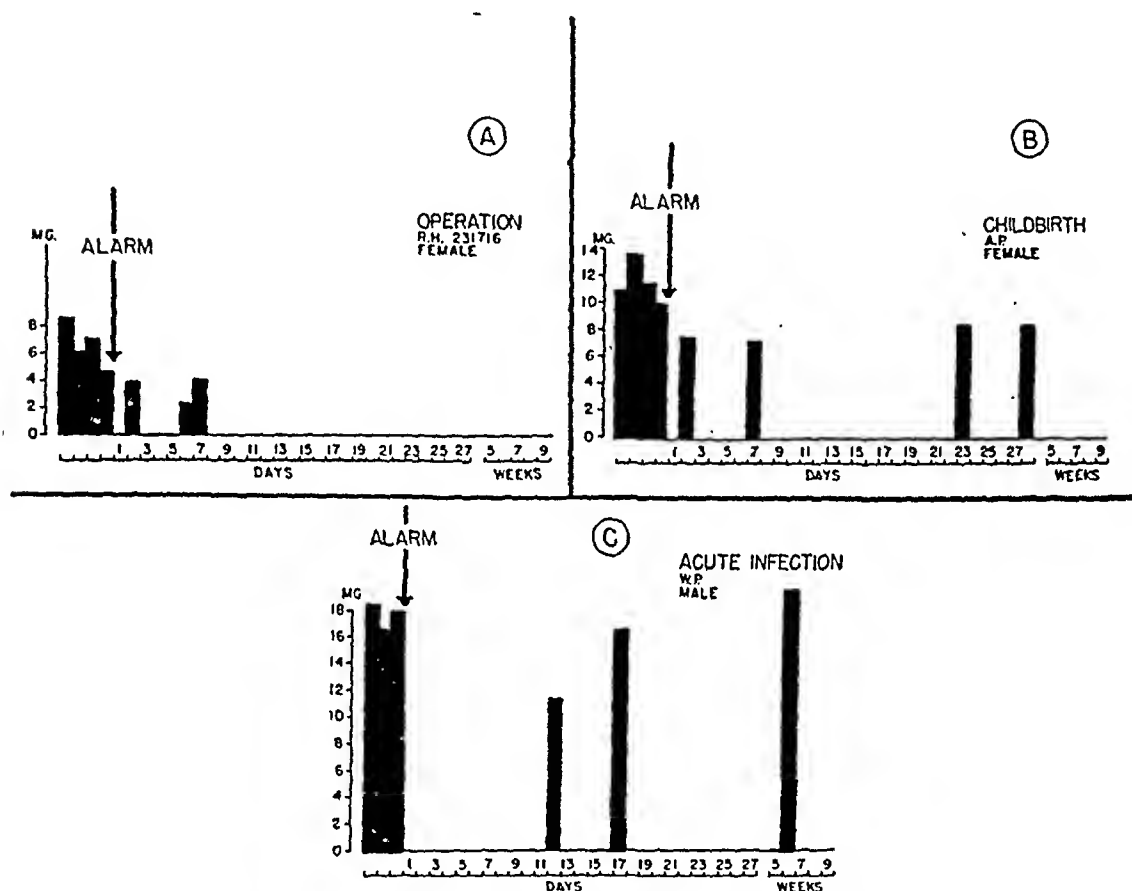 A
OPERATION
R.H. 231716
FEMALE
ALARM
MG.
8
6
4
2
0
1 3 5 7 9 11 13 15 17 19 21 23 25 27 5 7 9
DAYS WEEKS
B
CHILDBIRTH
A.P.
FEMALE
ALARM
MG.
14
12
10
8
6
4
2
0
1 3 5 7 9 11 13 15 17 19 21 23 25 27 5 7 9
DAYS WEEKS
C
ACUTE INFECTION
W.P.
MALE
ALARM
MG
18
16
14
12
10
8
6
4
2
0
1 3 5 7 9 11 13 15 17 19 21 23 25 27 5 7 9
DAYS WEEKS